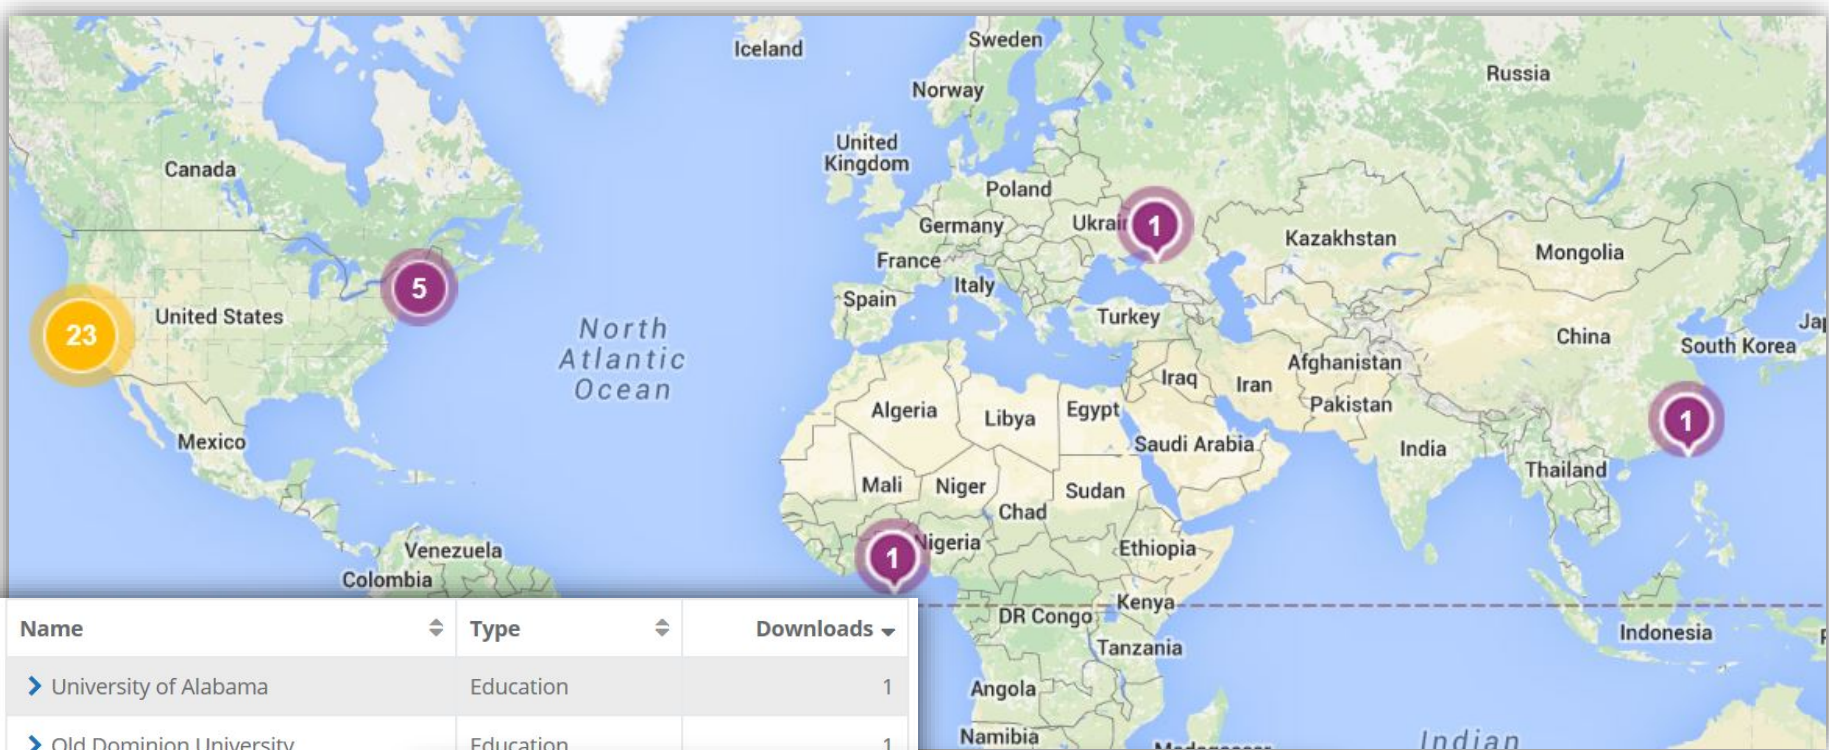 Iceland
Sweden
Russia
Norway
United
Kingdom
Canada
Poland
Germany
Ukrain
1
Kazakhstan
Mongolia
France
5
Italy
Spain
United States
23
North
Atlantic
Ocean
Turkey
China
South Korea
Afghanistan
Iraq
Iran
Pakistan
Algeria
Libya
Egypt
1
Mexico
Saudi Arabia
India
Thailand
Mali
Niger
Sudan
Chad
Venezuela
1
Nigeria
Ethiopia
Colombia
Kenya
DR Congo
Indonesia
Tanzania
Angola
Namibia
Madagascar
Indian
Name Type Downloads
University of Alabama Education 1
Old Dominion University Education 1